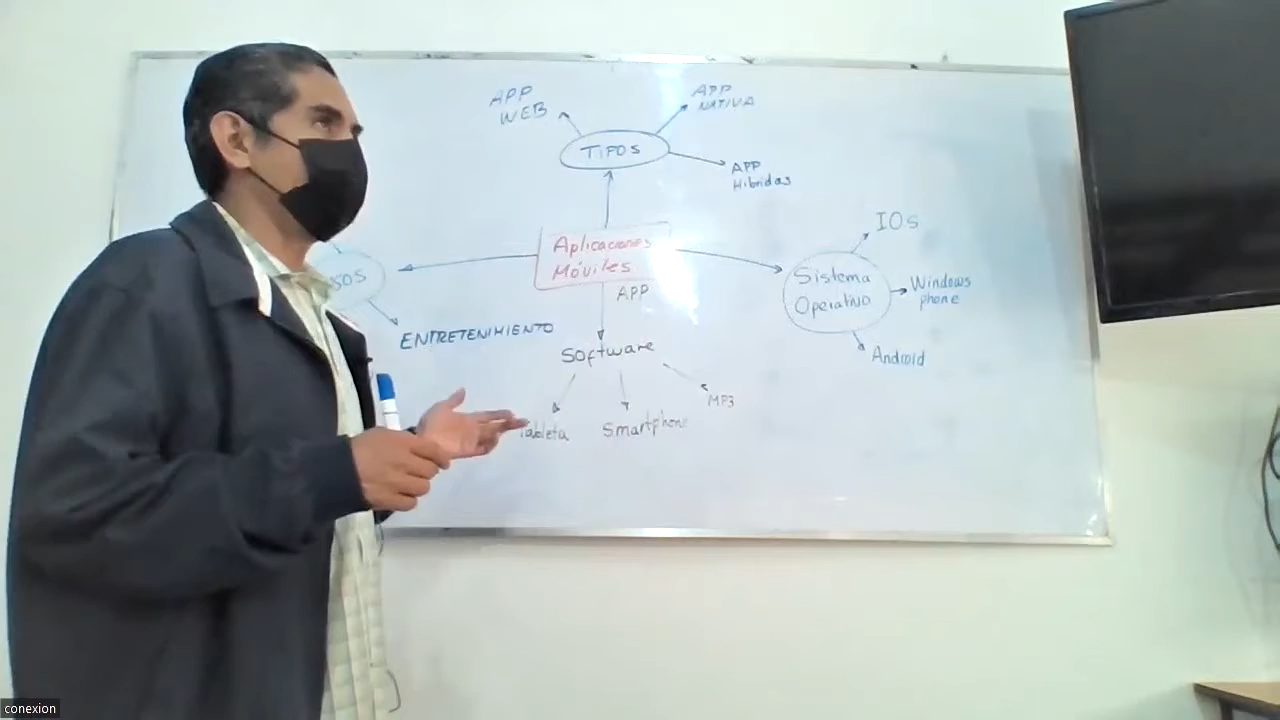 APP
WEB
APP
NATIVA
TIPOS
APP
Hibridas
Aplicaciones
Móviles
APP
IOs
Sistema
Operativo
Windows
phone
Android
ENTRETENIMIENTO
Software
MP3
Tableta
Smartphone
conexion